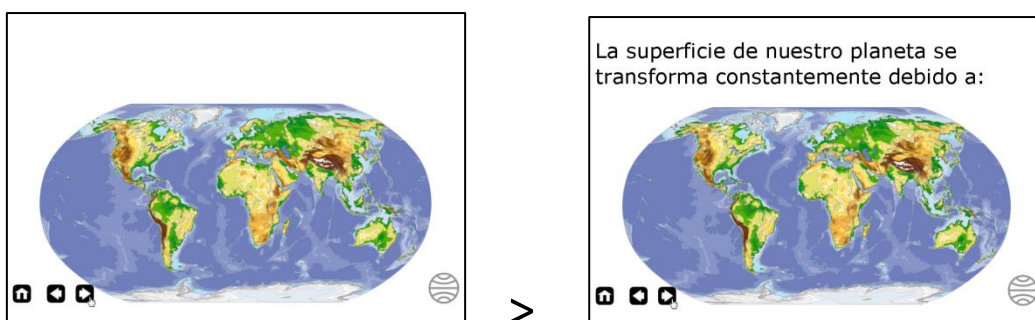 La superficie de nuestro planeta se
transforma constantemente debido a:
>